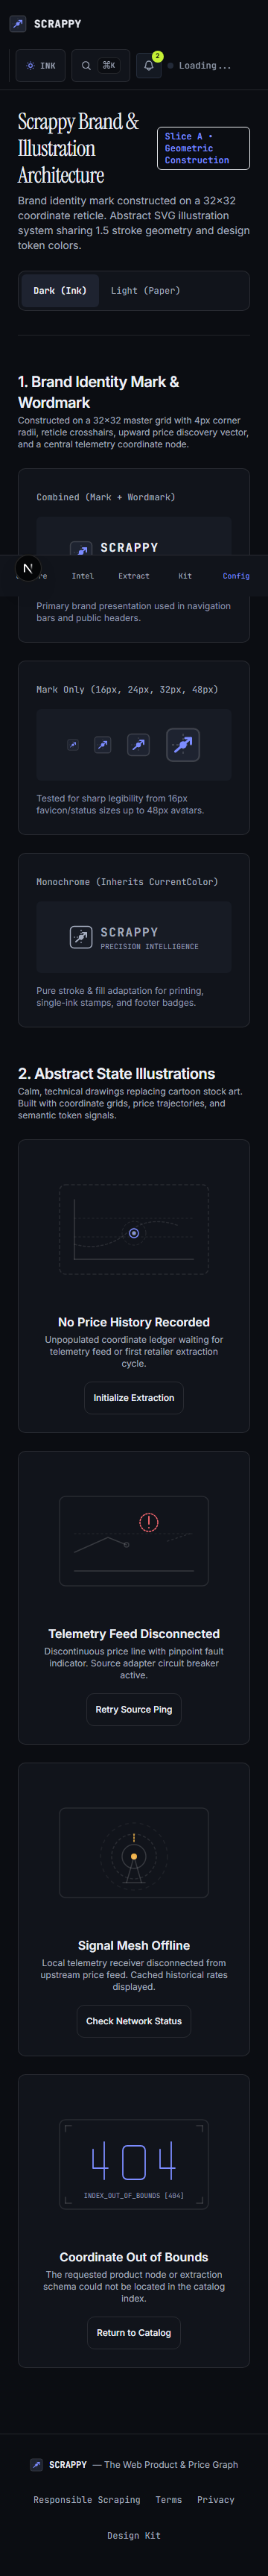 SCRAPPY
INK
⌘K
2
Loading...
Scrappy Brand &
Illustration
Architecture
Slice A •
Geometric
Construction
Brand identity mark constructed on a 32×32
coordinate reticle. Abstract SVG illustration
system sharing 1.5 stroke geometry and design
token colors.
Dark (Ink)
Light (Paper)
1. Brand Identity Mark &
Wordmark
Constructed on a 32×32 master grid with 4px corner
radii, reticle crosshairs, upward price discovery vector,
and a central telemetry coordinate node.
Combined (Mark + Wordmark)
SCRAPPY
N
Intel
Extract
Kit
Config
Primary brand presentation used in navigation
bars and public headers.
Mark Only (16px, 24px, 32px, 48px)
Tested for sharp legibility from 16px
favicon/status sizes up to 48px avatars.
Monochrome (Inherits CurrentColor)
SCRAPPY
PRECISION INTELLIGENCE
Pure stroke & fill adaptation for printing,
single-ink stamps, and footer badges.
2. Abstract State Illustrations
Calm, technical drawings replacing cartoon stock art.
Built with coordinate grids, price trajectories, and
semantic token signals.
No Price History Recorded
Unpopulated coordinate ledger waiting for
telemetry feed or first retailer extraction
cycle.
Initialize Extraction
Telemetry Feed Disconnected
Discontinuous price line with pinpoint fault
indicator. Source adapter circuit breaker
active.
Retry Source Ping
Signal Mesh Offline
Local telemetry receiver disconnected from
upstream price feed. Cached historical rates
displayed.
Check Network Status
404
INDEX_OUT_OF_BOUNDS [404]
Coordinate Out of Bounds
The requested product node or extraction
schema could not be located in the catalog
index.
Return to Catalog
SCRAPPY — The Web Product & Price Graph
Responsible Scraping
Terms
Privacy
Design Kit